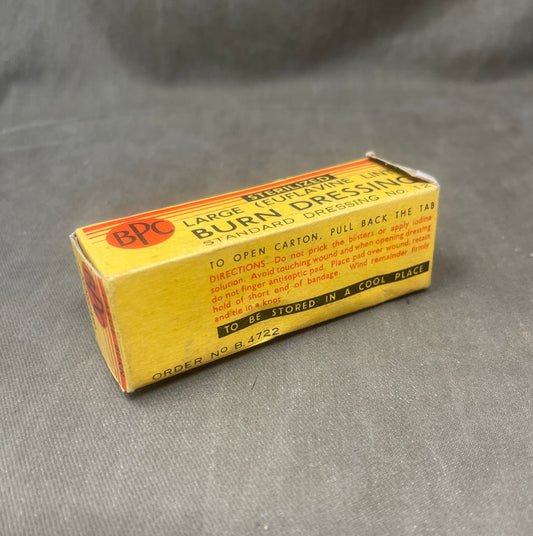 BPC
STERILIZED
LARGE EUFLAVINE LINT
BURN DRESSING
STANDARD DRESSING No.
TO OPEN CARTON, PULL BACK THE TAB
DIRECTIONS: Do not prick the blisters or apply iodine
solution. Avoid touching wound and when opening dressing
do not finger antiseptic pad. Place pad over wound, retain
hold of short end of bandage. Wind remainder firmly
and tie in a knot.
TO BE STORED IN A COOL PLACE
ORDER No B.4722